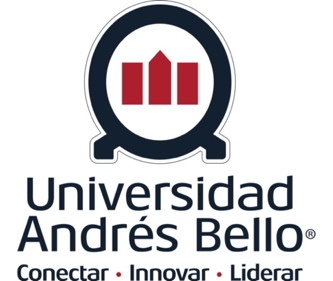 Universidad
Andrés Bello®
Conectar • Innovar • Liderar